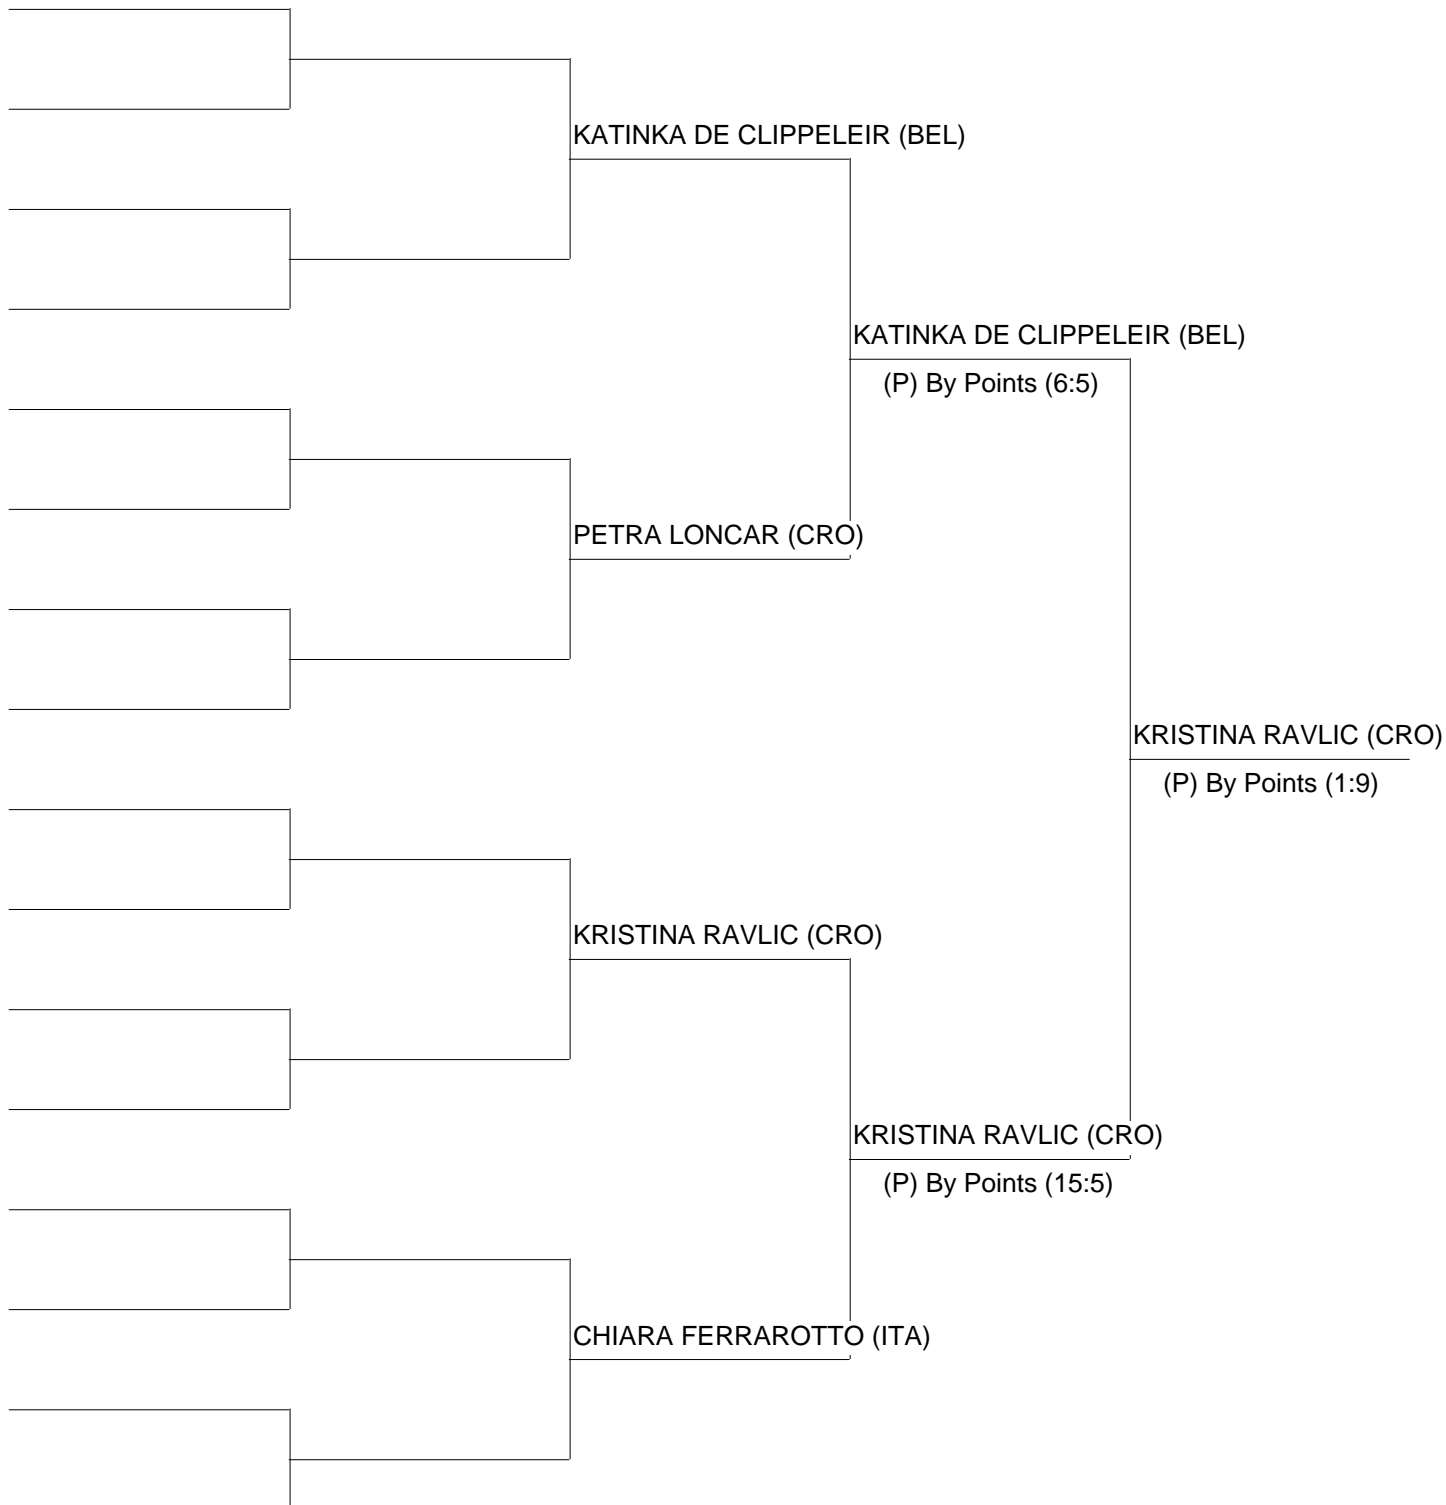 KATINKA DE CLIPPELEIR (BEL)
KATINKA DE CLIPPELEIR (BEL)
(P) By Points (6:5)
PETRA LONCAR (CRO)
KRISTINA RAVLIC (CRO)
(P) By Points (1:9)
KRISTINA RAVLIC (CRO)
KRISTINA RAVLIC (CRO)
(P) By Points (15:5)
CHIARA FERRAROTTO (ITA)